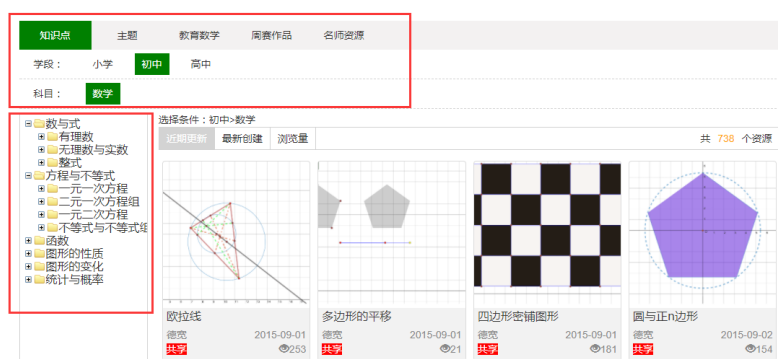 知识点 主题 教育数学 周赛作品 名师资源
学段： 小学 初中 高中
科目： 数学
选择条件：初中>数学
近期更新 最新创建 浏览量 共 738 个资源
数与式
有理数
无理数与实数
整式
方程与不等式
一元一次方程
二元一次方程组
一元二次方程
不等式与不等式组
函数
图形的性质
图形的变化
统计与概率
欧拉线
德宽 2015-09-01
共享 253
多边形的平移
德宽 2015-09-01
共享 21
四边形密铺图形
德宽 2015-09-01
共享 181
圆与正n边形
德宽 2015-09-02
共享 154